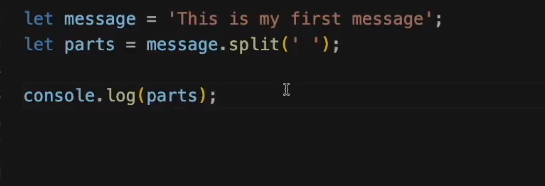 let message = 'This is my first message';
let parts = message.split(' ');
console.log(parts);